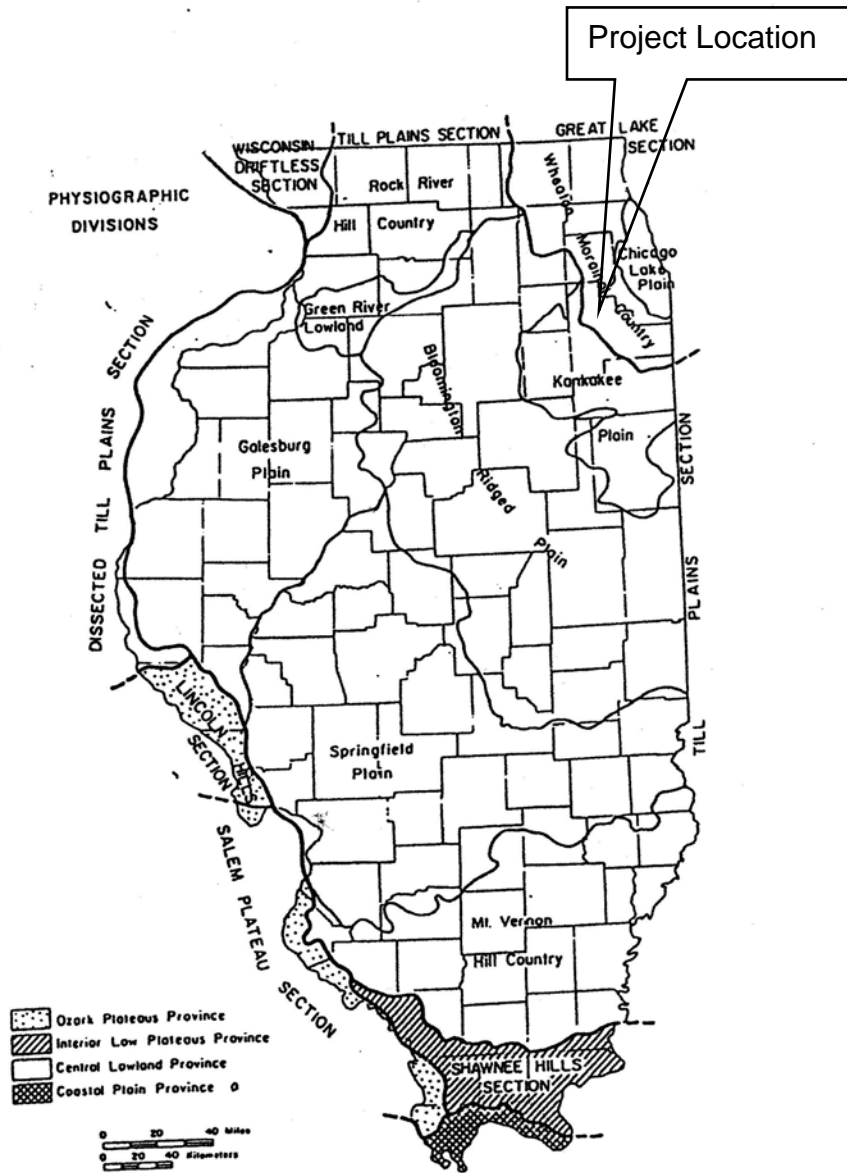 Project Location
WISCONSIN
DRIFTLESS
SECTION
TILL PLAINS SECTION
GREAT LAKE
SECTION
PHYSIOGRAPHIC
DIVISIONS
Rock River
Hill Country
Wheaton
Morainal
Country
Chicago
Lake
Plain
Green River
Lowland
Bloomington
Ridged
Plain
Kankakee
Plain
Galesburg
Plain
DISSECTED TILL PLAINS SECTION
TILL PLAINS SECTION
LINCOLN
HILLS
SECTION
Springfield
Plain
SALEM PLATEAU SECTION
Mt. Vernon
Hill Country
SHAWNEE HILLS
SECTION
Ozark Plateous Province
Interior Low Plateous Province
Central Lowland Province
Coastal Plain Province
0 20 40 Miles
0 20 40 Kilometers